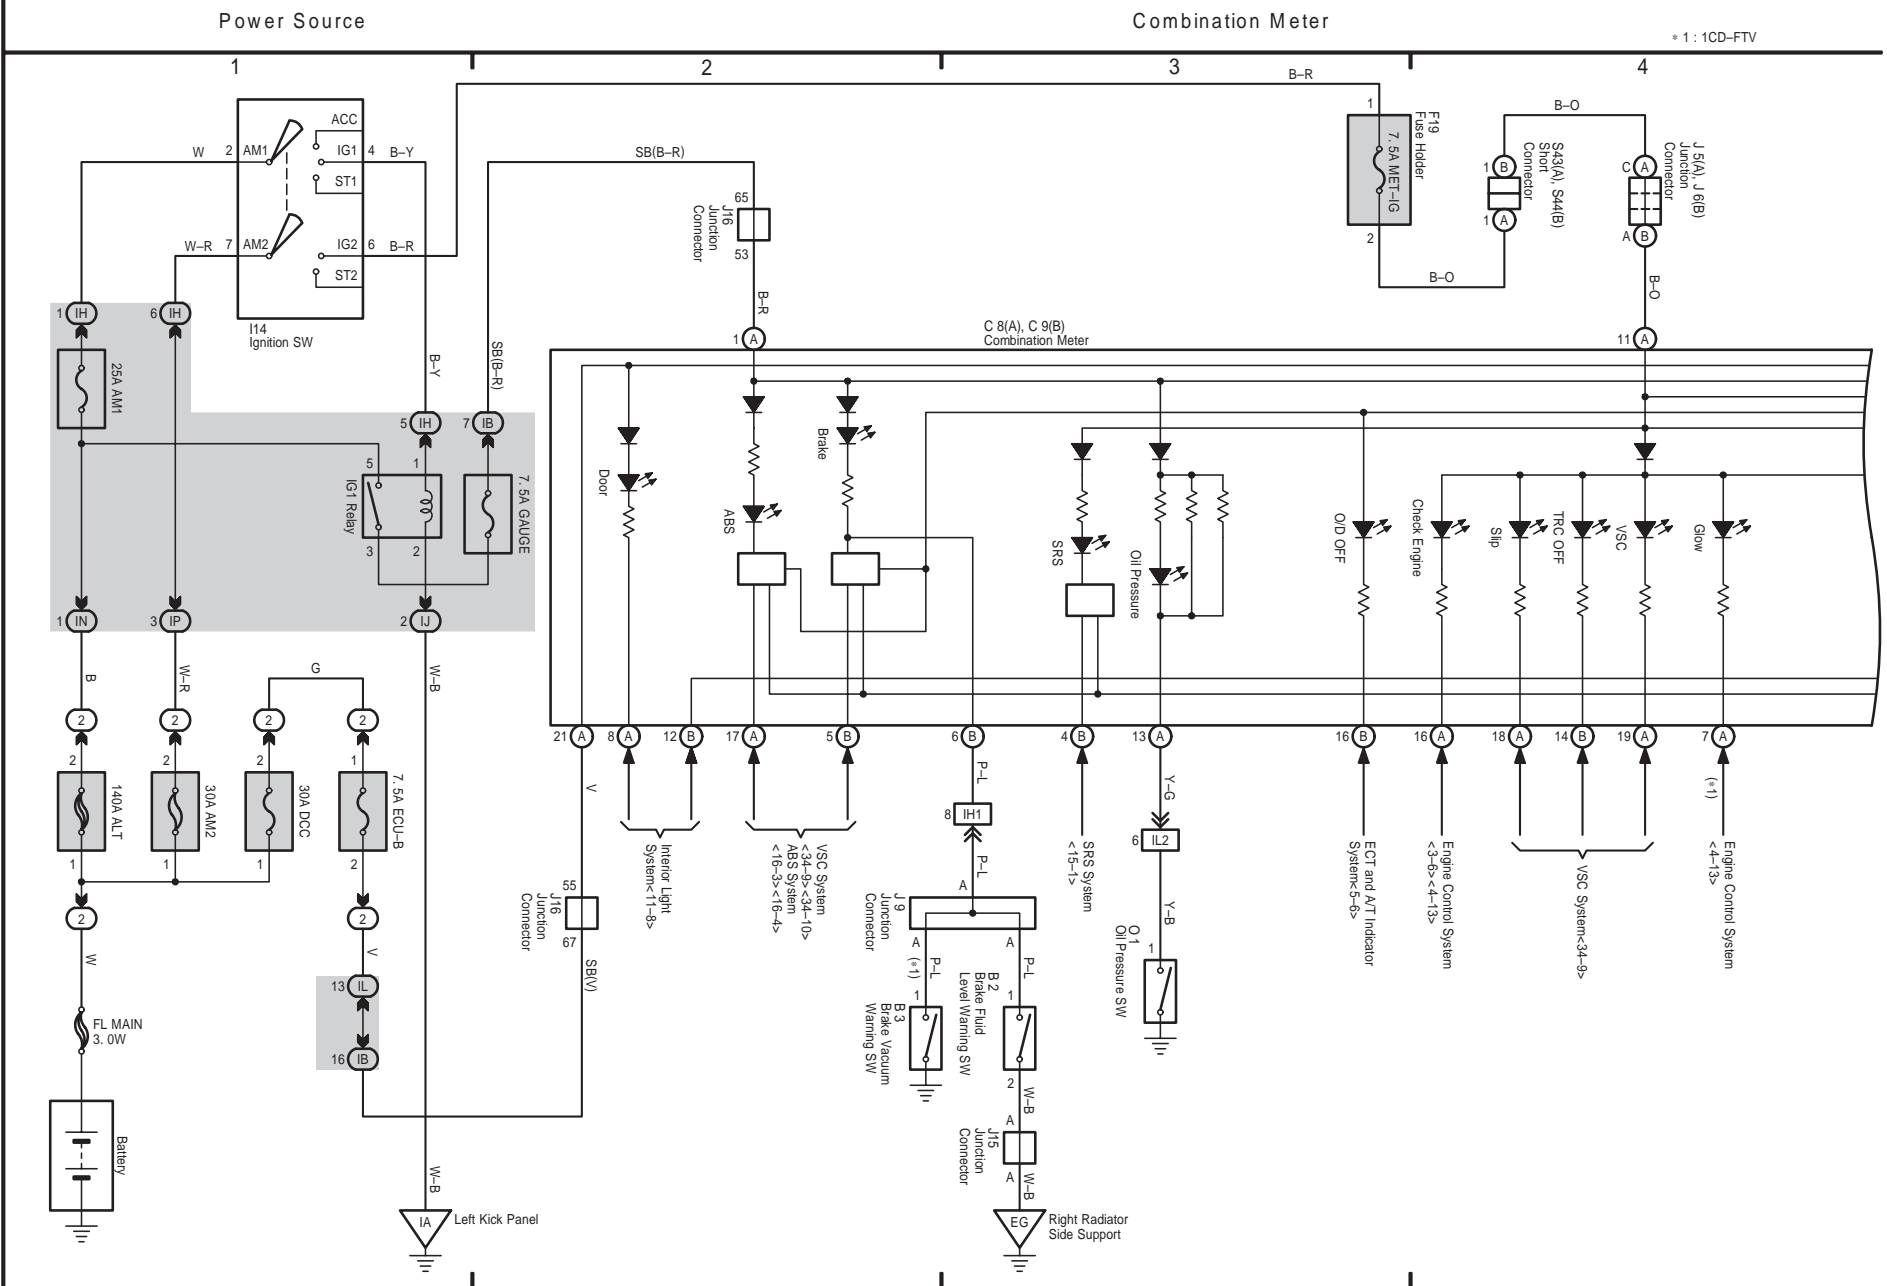 Power Source
Combination Meter
* 1 : 1CD–FTV
1
2
3
4
ACC
W
2
AM1
IG1
4
B–Y
ST1
W–R
7
AM2
IG2
6
B–R
ST2
I14
Ignition SW
1
IH
6
IH
25A AM1
B–Y
SB(B–R)
5
IH
7
IB
5
1
IG1 Relay
3
2
7. 5A GAUGE
1
IN
3
IP
2
IJ
B
W–R
G
W–B
2
2
2
2
2
2
2
1
140A ALT
30A AM2
30A DCC
7. 5A ECU–B
1
1
1
2
2
2
W
V
13
IL
16
IB
FL MAIN
3. 0W
Battery
W–B
IA
Left Kick Panel
SB(B–R)
65
J16
Junction
Connector
53
B–R
1
A
C 8(A), C 9(B)
Combination Meter
B–R
1
7. 5A MET–IG
F19
Fuse Holder
2
B–O
B–O
1
B
1
A
S43(A), S44(B)
Short
Connector
C
A
A
B
J 5(A), J 6(B)
Junction
Connector
B–O
11
A
Door
ABS
Brake
SRS
Oil Pressure
O/D OFF
Check Engine
Slip
TRC OFF
VSC
Glow
21
A
8
A
12
B
17
A
5
B
6
B
4
B
13
A
16
B
16
A
18
A
14
B
19
A
7
A
V
Interior Light
System<11–8>
VSC System
<34–9><34–10>
ABS System
<16–3><16–4>
P–L
8
IH1
P–L
SRS System
<15–1>
Y–G
6
IL2
Y–B
ECT and A/T Indicator
System<5–6>
Engine Control System
<3–6><4–13>
VSC System<34–9>
(*1)
Engine Control System
<4–13>
55
J16
Junction
Connector
67
SB(V)
A
J 9
Junction
Connector
A
A
P–L
(*1)
P–L
1
B 3
Brake Vacuum
Warning SW
1
B 2
Brake Fluid
Level Warning SW
2
W–B
A
J15
Junction
Connector
A
W–B
EG
Right Radiator
Side Support
O 1
Oil Pressure SW
1